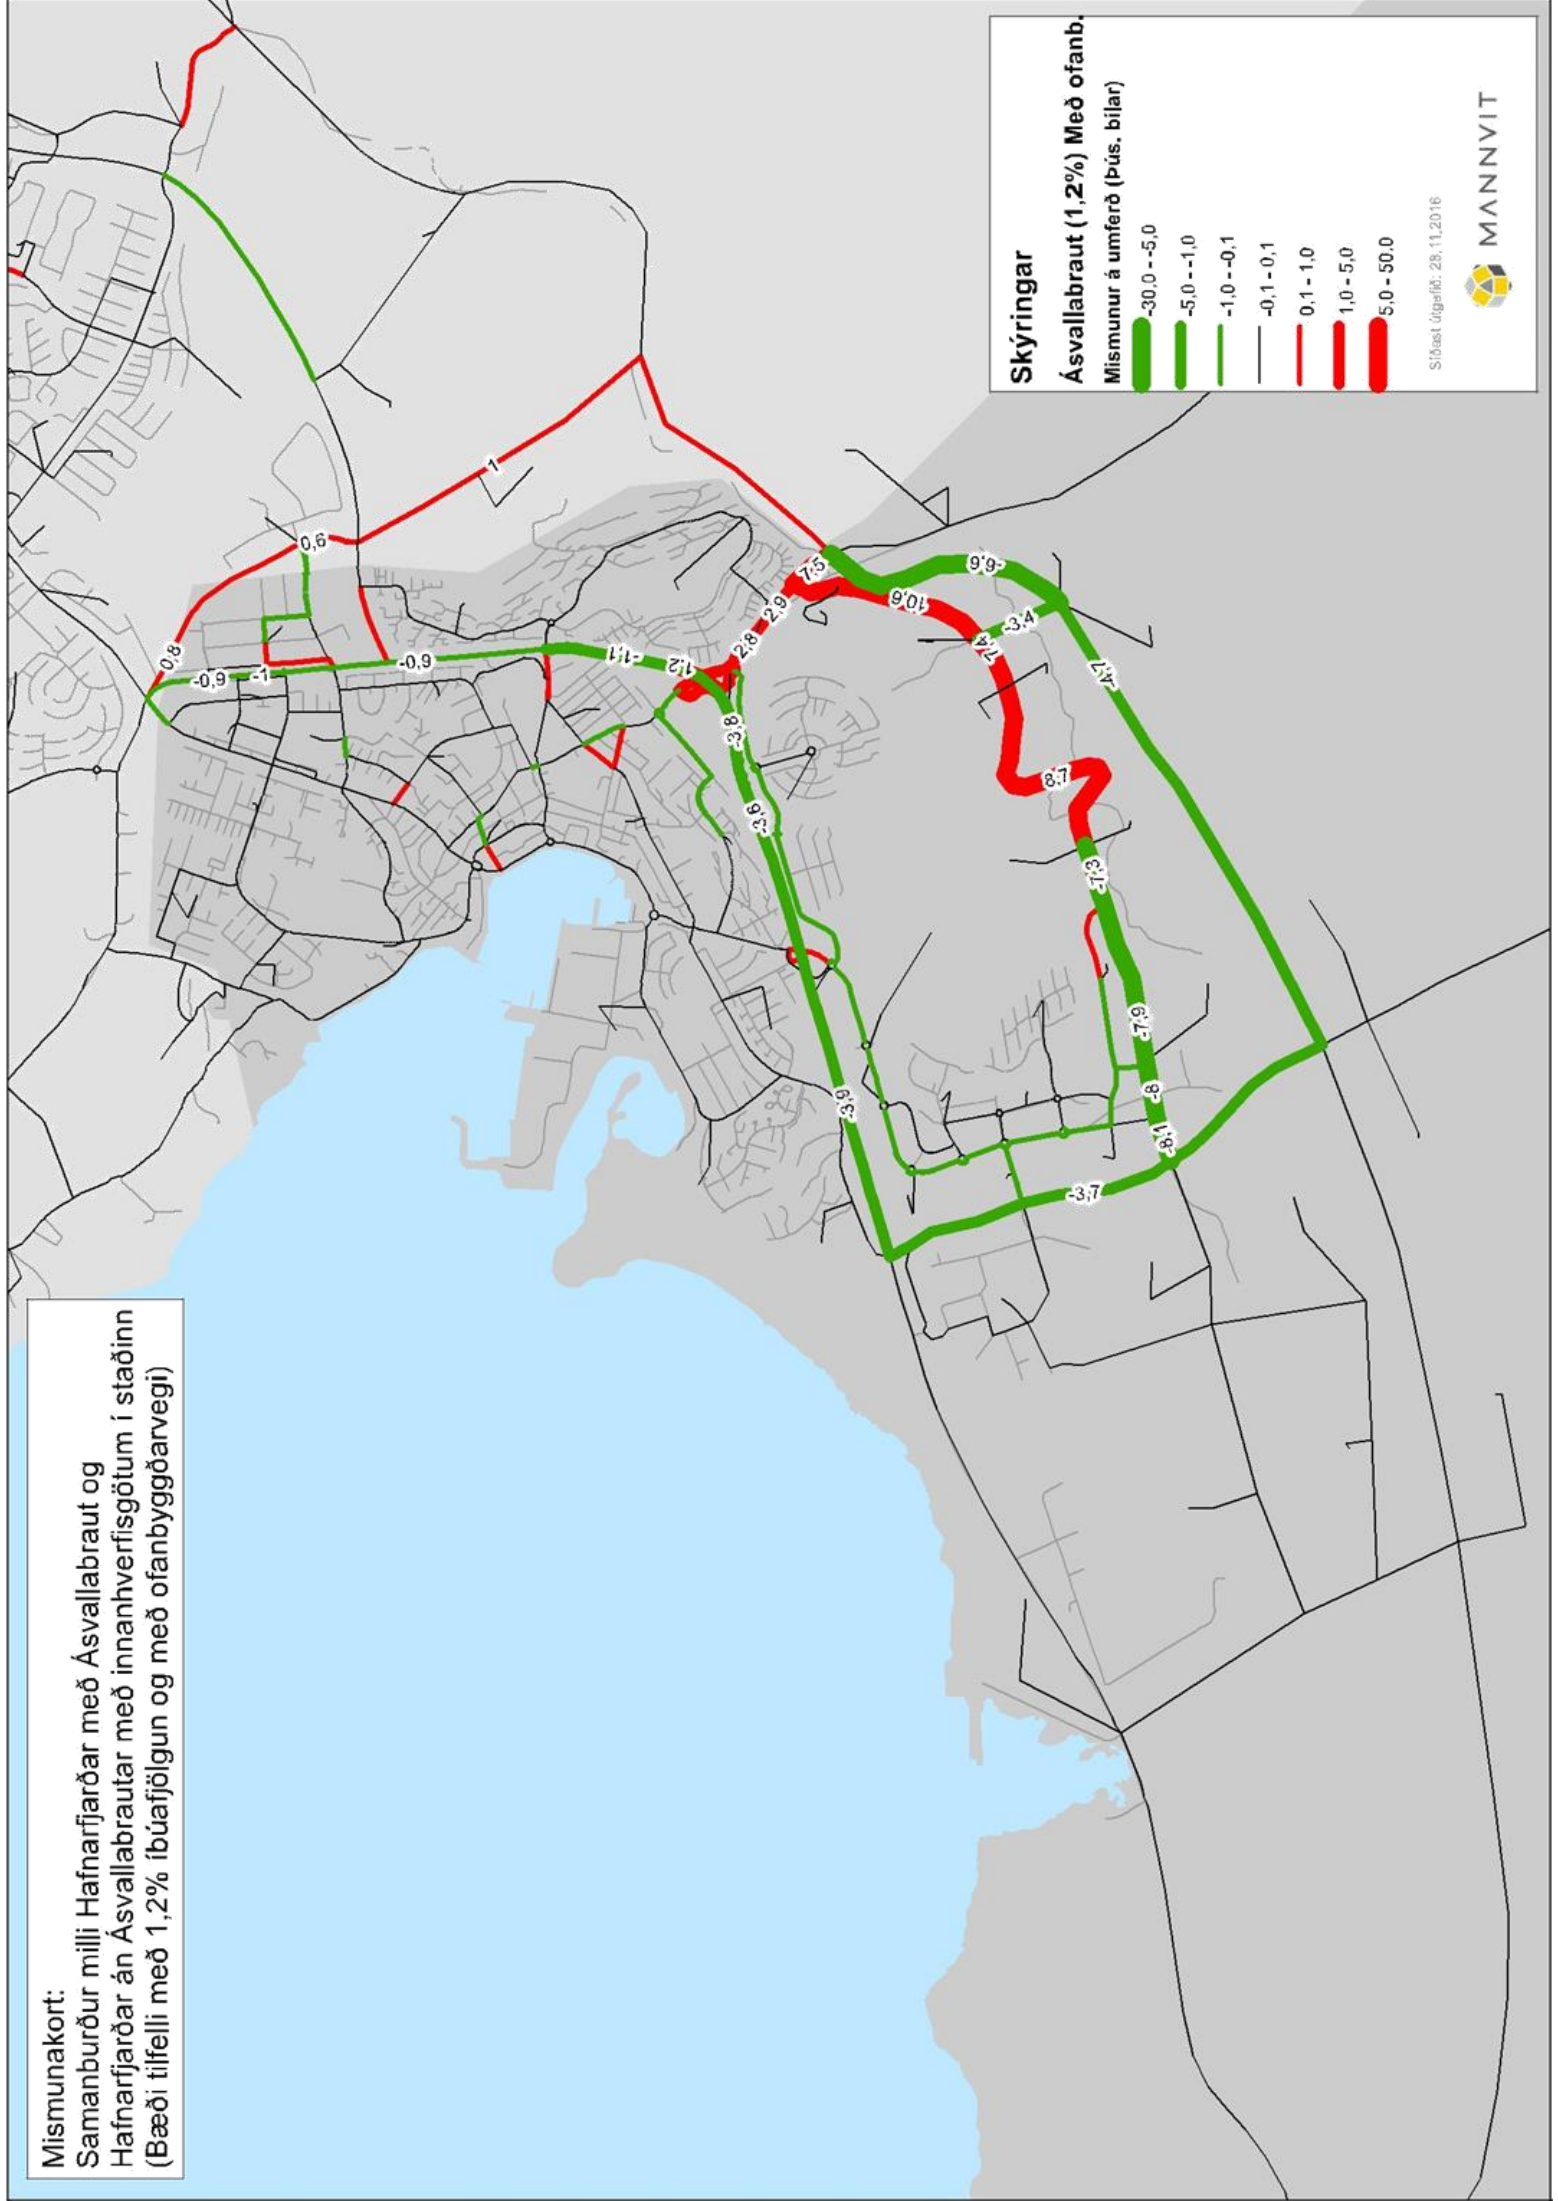 Mismunakort:
Samanburður milli Hafnarfjarðar með Ásvallabraut og
Hafnarfjarðar án Ásvallabrautar með innanhverfisgötum í staðinn
(Bæði tilfelli með 1,2% íbúafjölgun og með ofanbyggðarvegi)
0,8
-0,9
-1
0,6
-0,9
1
-1,1
1,2
2,8
2,9
7,5
-3,8
-3,6
10,6
-6,6
-3,4
7,4
-4,7
8,7
-7,3
-7,9
-8
-8,1
-3,9
-3,7
Skýringar
Ásvallabraut (1,2%) Með ofanb.
Mismunur á umferð (Þús. bílar)
-30,0 - -5,0
-5,0 - -1,0
-1,0 - -0,1
-0,1 - 0,1
0,1 - 1,0
1,0 - 5,0
5,0 - 50.0
Síðast útgefið: 28.11.2016
MANNVIT